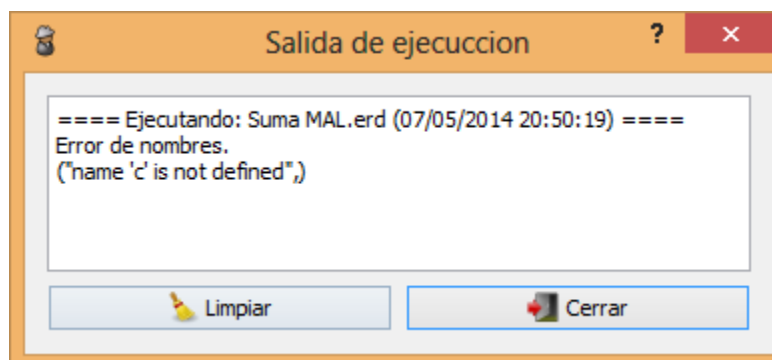 Salida de ejecuccion
?
==== Ejecutando: Suma MAL.erd (07/05/2014 20:50:19) ====
Error de nombres.
("name 'c' is not defined",)
Limpiar
Cerrar